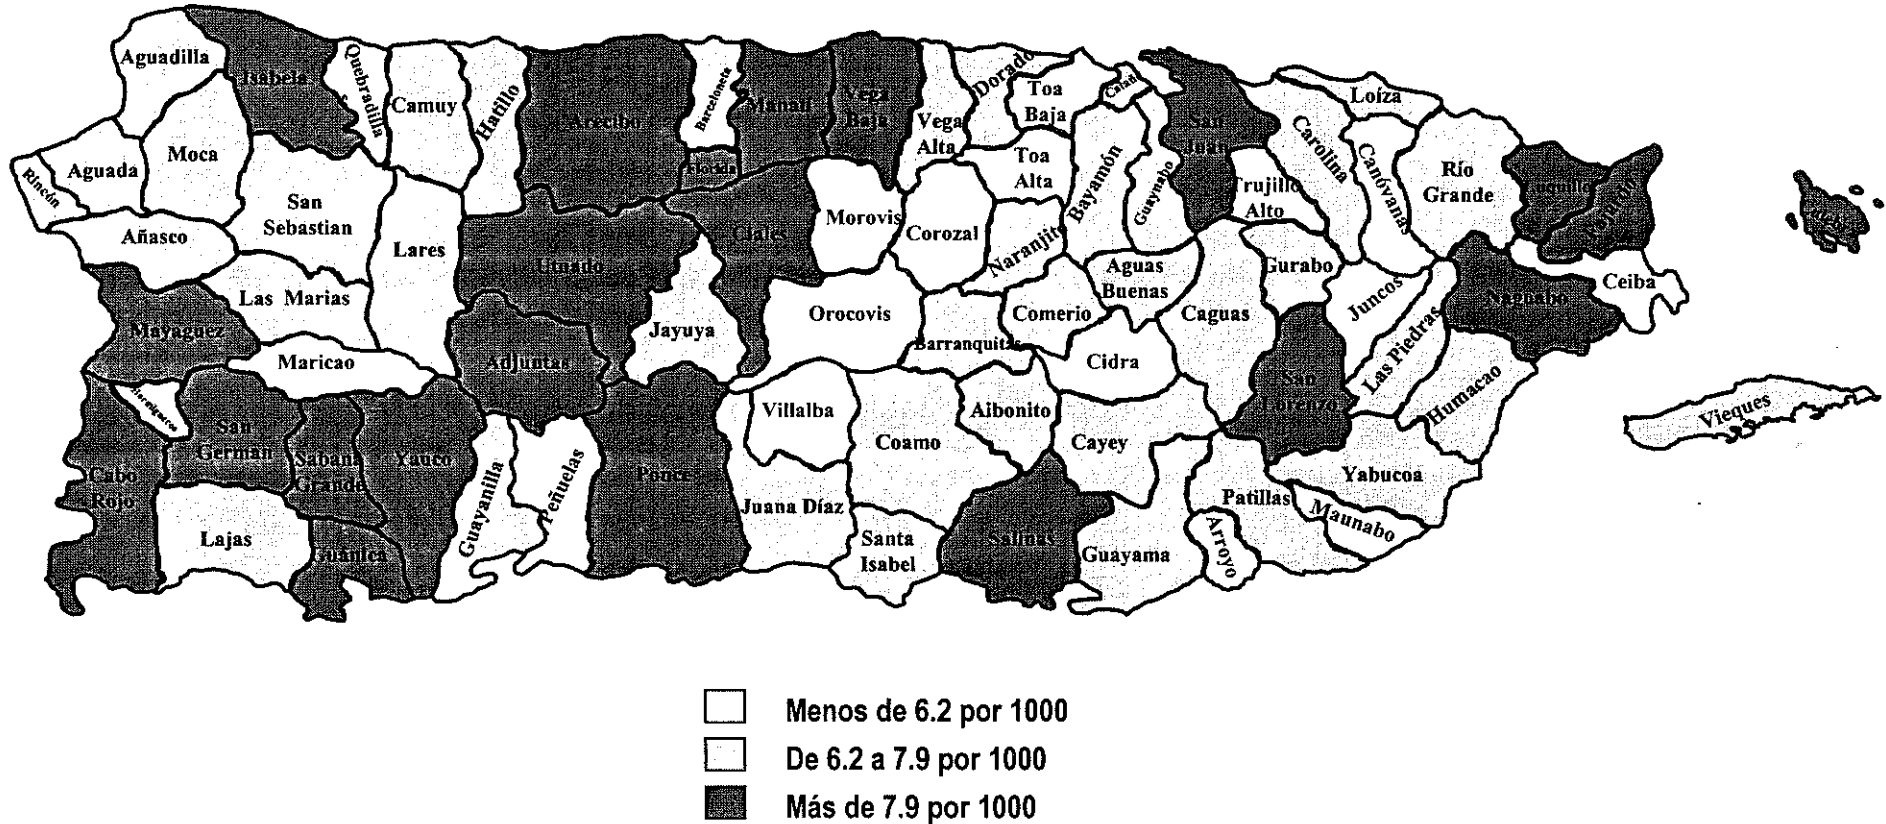 Aguadilla
Isabela
Quebradilla
Camuy
Hatillo
Arecibo
Barceloneta
Manatí
Vega
Baja
Vega
Alta
Dorado
Toa
Baja
San
Juan
Carolina
Loíza
Canóvanas
Río
Grande
Luquillo
Fajardo
Rincón
Aguada
Moca
San
Sebastian
Lares
Florida
Ciales
Morovis
Corozal
Toa
Alta
Naranjito
Bayamón
Guaynabo
Trujillo
Alto
Añasco
Las Marias
Utuado
Jayuya
Orocovis
Barranquitas
Comerio
Aguas
Buenas
Caguas
Gurabo
Juncos
Las Piedras
Naguabo
Ceiba
Mayaguez
Maricao
Adjuntas
Villalba
Coamo
Aibonito
Cidra
Cayey
San
Lorenzo
Humacao
Vieques
Cabo
Rojo
San
German
Sabana
Grande
Yauco
Guayanilla
Peñuelas
Ponce
Juana Díaz
Lajas
Guánica
Santa
Isabel
Salinas
Guayama
Arroyo
Patillas
Maunabo
Yabucoa
Menos de 6.2 por 1000
De 6.2 a 7.9 por 1000
Más de 7.9 por 1000